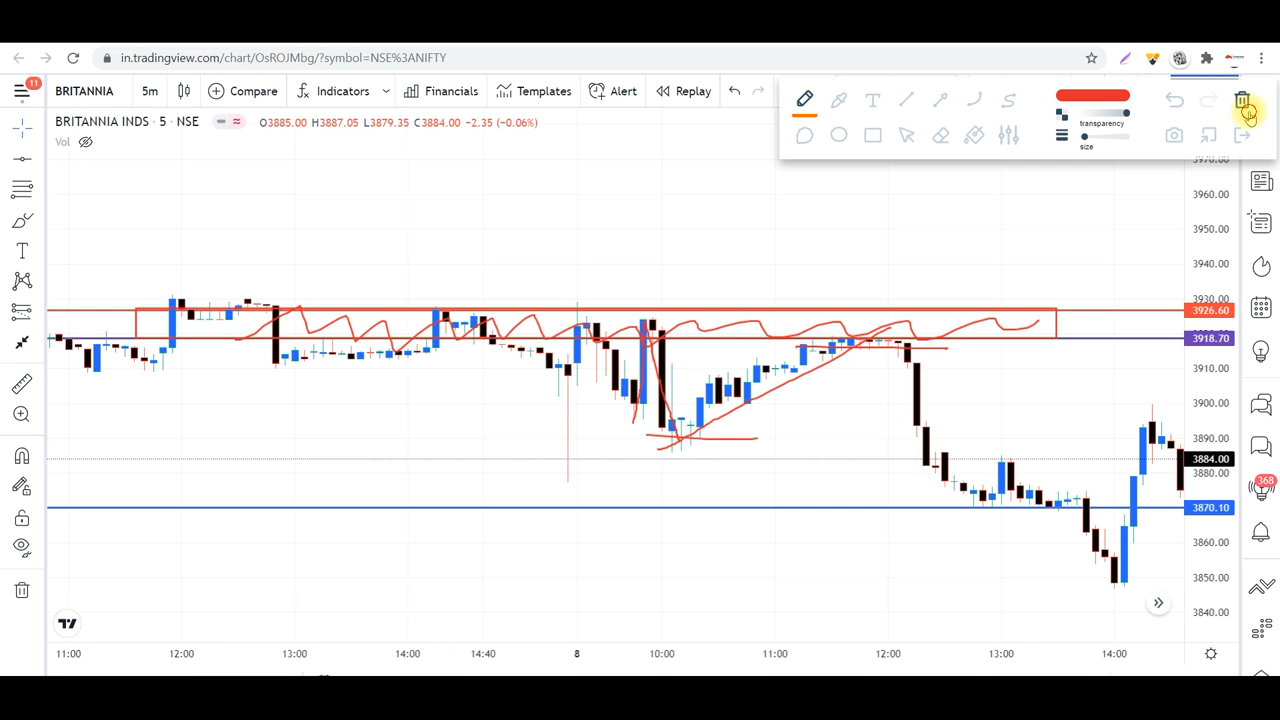 in.tradingview.com/chart/OsROJMbg/?symbol=NSE%3ANIFTY
11
BRITANNIA 5m Compare Indicators Financials Templates Alert Replay
transparency
size
BRITANNIA INDS · 5 · NSE O3885.00 H3887.05 L3879.35 C3884.00 -2.35 (-0.06%)
Vol
3960.00
3950.00
3940.00
3930.00
3926.60
3918.70
3910.00
3900.00
3890.00
3884.00
3880.00
368
3870.10
3860.00
3850.00
3840.00
11:00 12:00 13:00 14:00 14:40 8 10:00 11:00 12:00 13:00 14:00